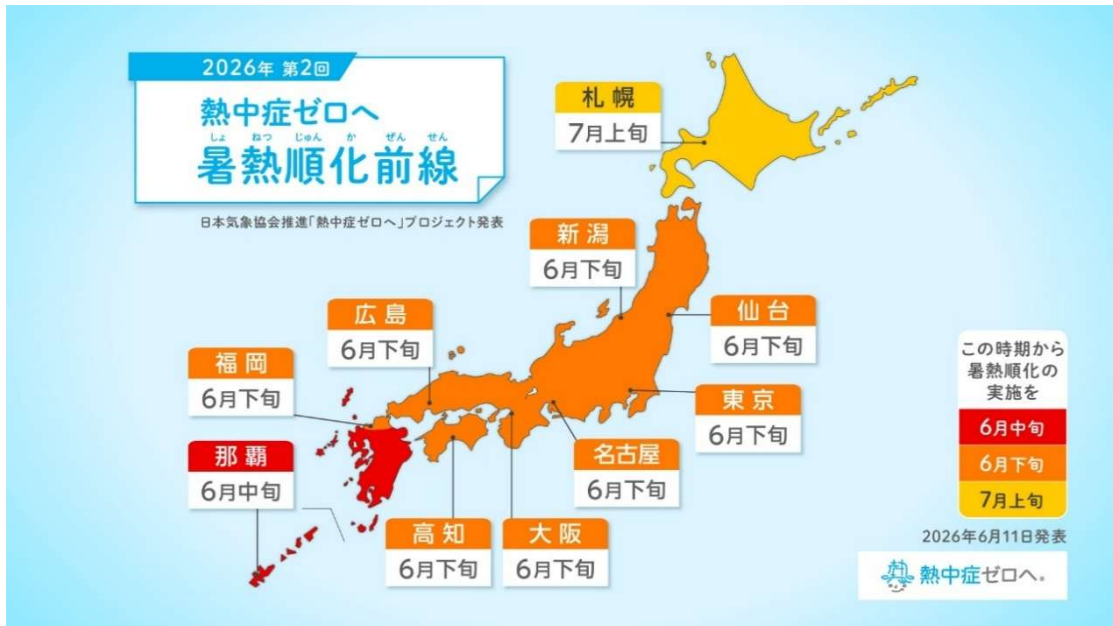 2026年 第2回
熱中症ゼロへ
しょ ねつ じゅん か ぜん せん
暑熱順化前線
日本気象協会推進「熱中症ゼロへ」プロジェクト発表
札幌
7月上旬
新潟
6月下旬
仙台
6月下旬
広島
6月下旬
福岡
6月下旬
東京
6月下旬
那覇
6月中旬
名古屋
6月下旬
高知
6月下旬
大阪
6月下旬
この時期から
暑熱順化の
実施を
6月中旬
6月下旬
7月上旬
2026年6月11日発表
熱中症ゼロへ。